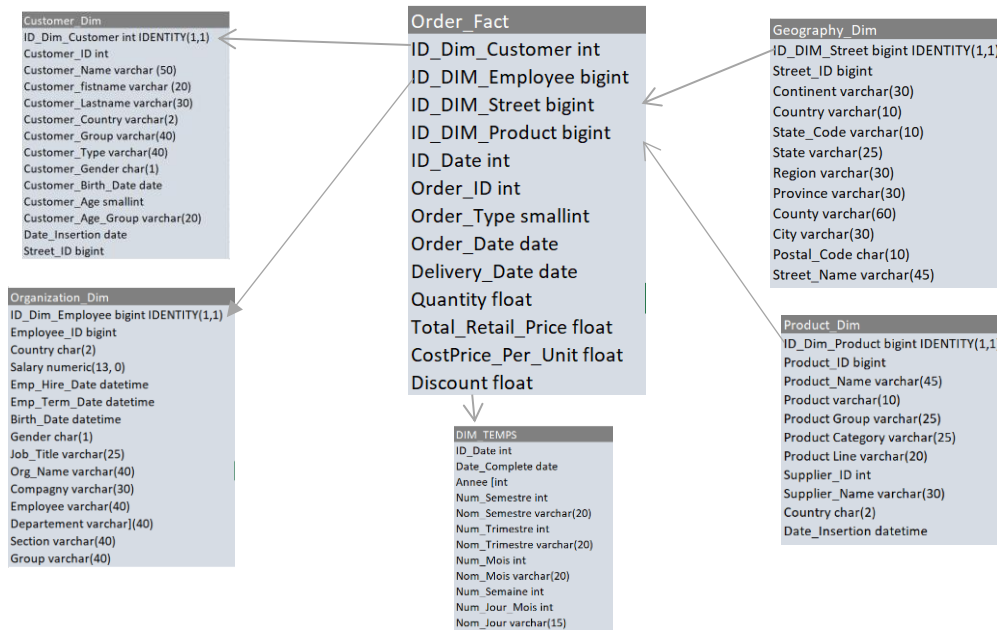 Customer_Dim
ID_Dim_Customer int IDENTITY(1,1)
Customer_ID int
Customer_Name varchar (50)
Customer_fistname varchar (20)
Customer_Lastname varchar(30)
Customer_Country varchar(2)
Customer_Group varchar(40)
Customer_Type varchar(40)
Customer_Gender char(1)
Customer_Birth_Date date
Customer_Age smallint
Customer_Age_Group varchar(20)
Date_Insertion date
Street_ID bigint
Organization_Dim
ID_Dim_Employee bigint IDENTITY(1,1)
Employee_ID bigint
Country char(2)
Salary numeric(13, 0)
Emp_Hire_Date datetime
Emp_Term_Date datetime
Birth_Date datetime
Gender char(1)
Job_Title varchar(25)
Org_Name varchar(40)
Compagny varchar(30)
Employee varchar(40)
Departement varchar](40)
Section varchar(40)
Group varchar(40)
Order_Fact
ID_Dim_Customer int
ID_DIM_Employee bigint
ID_DIM_Street bigint
ID_DIM_Product bigint
ID_Date int
Order_ID int
Order_Type smallint
Order_Date date
Delivery_Date date
Quantity float
Total_Retail_Price float
CostPrice_Per_Unit float
Discount float
DIM_TEMPS
ID_Date int
Date_Complete date
Annee [int
Num_Semestre int
Nom_Semestre varchar(20)
Num_Trimestre int
Nom_Trimestre varchar(20)
Num_Mois int
Nom_Mois varchar(20)
Num_Semaine int
Num_Jour_Mois int
Nom_Jour varchar(15)
Geography_Dim
ID_DIM_Street bigint IDENTITY(1,1)
Street_ID bigint
Continent varchar(30)
Country varchar(10)
State_Code varchar(10)
State varchar(25)
Region varchar(30)
Province varchar(30)
County varchar(60)
City varchar(30)
Postal_Code char(10)
Street_Name varchar(45)
Product_Dim
ID_Dim_Product bigint IDENTITY(1,1
Product_ID bigint
Product_Name varchar(45)
Product varchar(10)
Product Group varchar(25)
Product Category varchar(25)
Product Line varchar(20)
Supplier_ID int
Supplier_Name varchar(30)
Country char(2)
Date_Insertion datetime